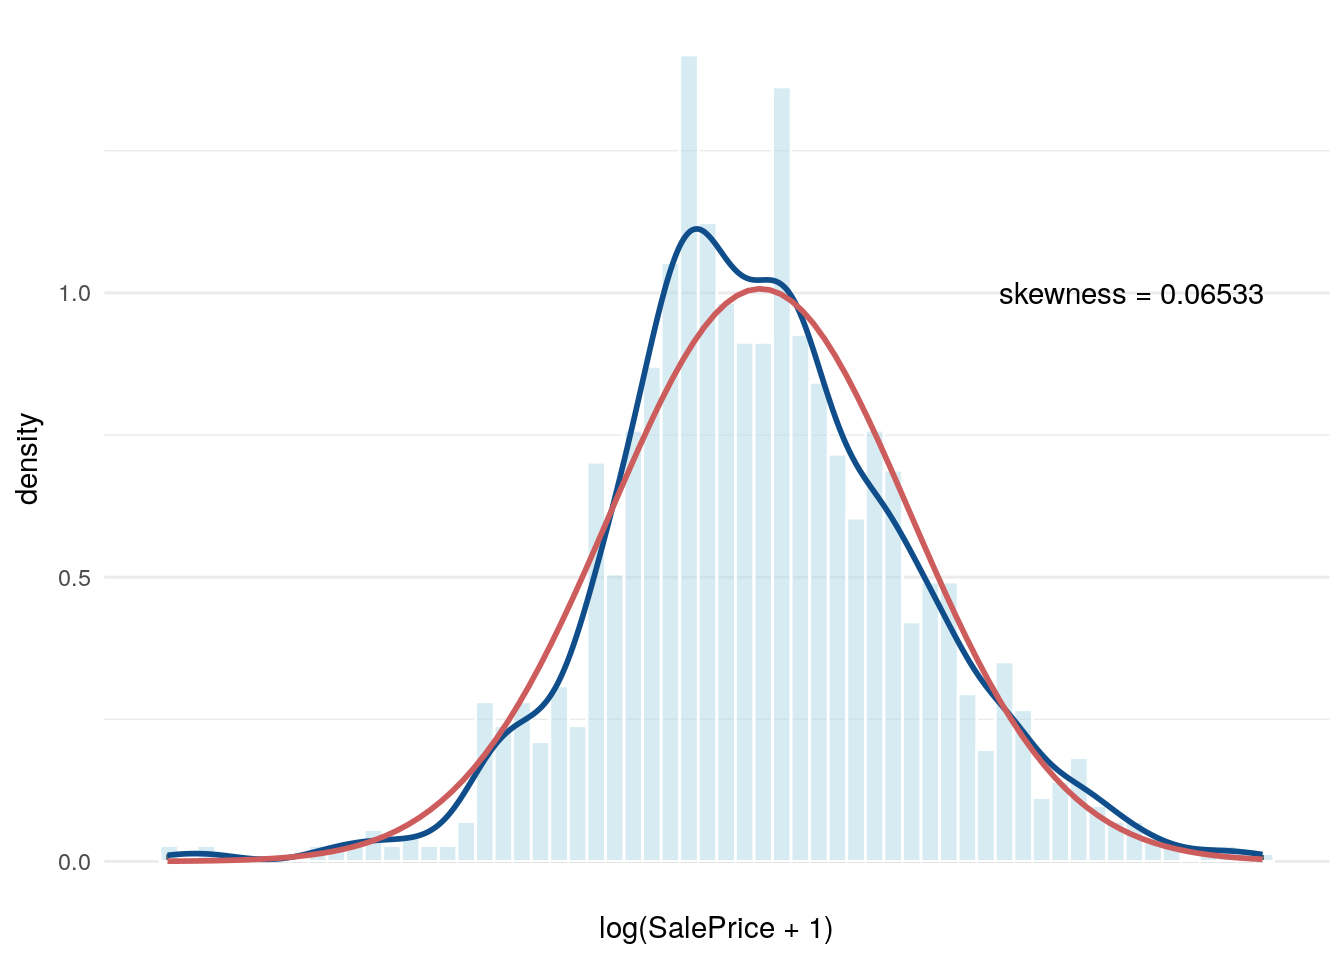 skewness = 0.06533
density
1.0
0.5
0.0
log(SalePrice + 1)